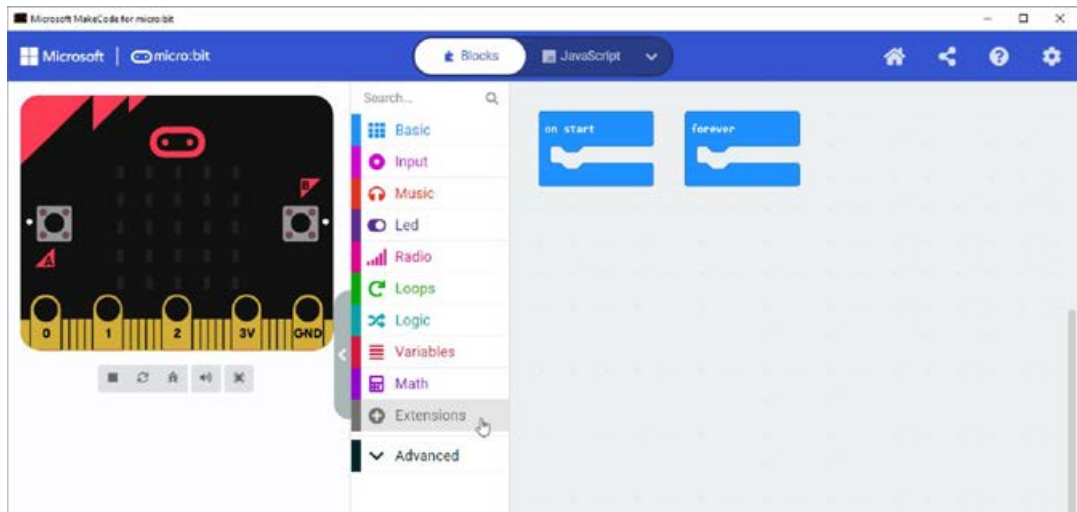 Microsoft MakeCode for micro:bit
Microsoft | micro:bit
Blocks
JavaScript
Search...
Basic
Input
Music
Led
Radio
Loops
Logic
Variables
Math
Extensions
Advanced
on start
forever
B
A
0 1 2 3V GND